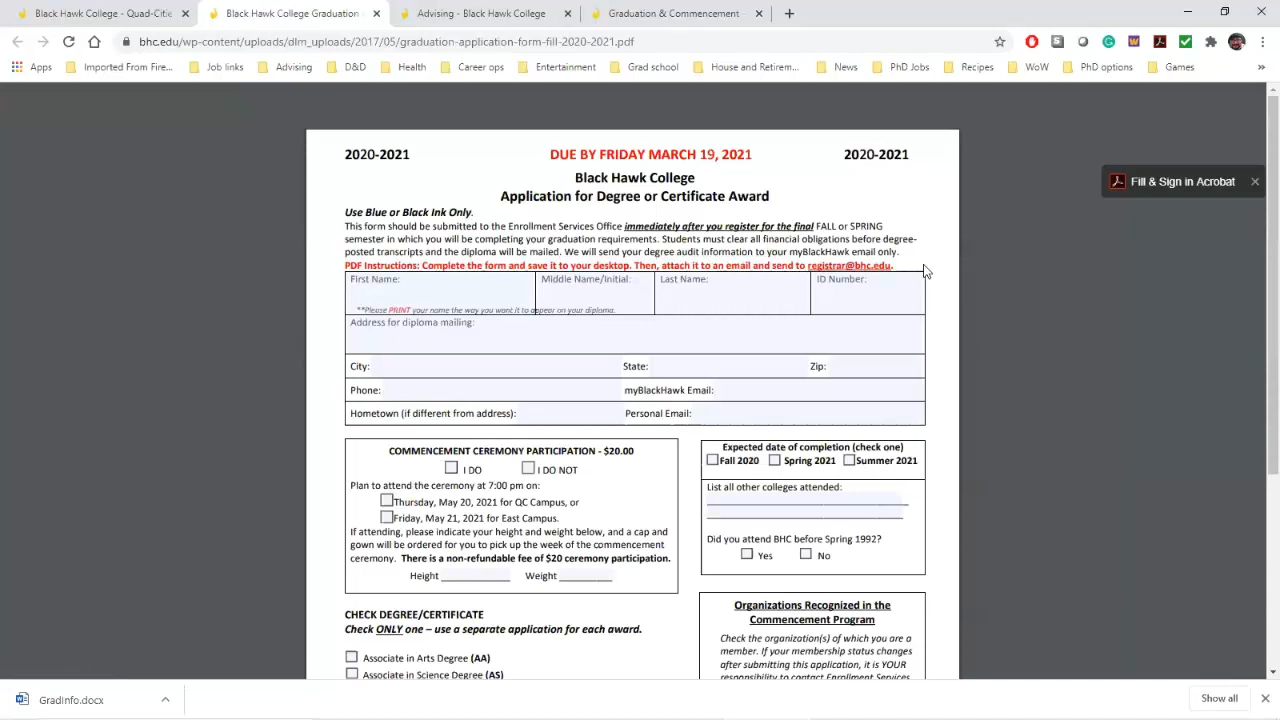 Black Hawk College - Quad-Citie
Black Hawk College Graduation
Advising - Black Hawk College
Graduation & Commencement -
bhc.edu/wp-content/uploads/dlm_uploads/2017/05/graduation-application-form-fill-2020-2021.pdf
Apps
Imported From Fire...
Job links
Advising
D&D
Health
Career ops
Entertainment
Grad school
House and Retirem...
News
PhD Jobs
Recipes
WoW
PhD options
Games
»
2020-2021
DUE BY FRIDAY MARCH 19, 2021
2020-2021
Black Hawk College
Application for Degree or Certificate Award
Fill & Sign in Acrobat
Use Blue or Black Ink Only.
This form should be submitted to the Enrollment Services Office immediately after you register for the final FALL or SPRING
semester in which you will be completing your graduation requirements. Students must clear all financial obligations before degree-
posted transcripts and the diploma will be mailed. We will send your degree audit information to your myBlackHawk email only.
PDF Instructions: Complete the form and save it to your desktop. Then, attach it to an email and send to registrar@bhc.edu.
First Name:
Middle Name/Initial:
Last Name:
ID Number:
**Please PRINT your name the way you want it to appear on your diploma.
Address for diploma mailing:
City:
State:
Zip:
Phone:
myBlackHawk Email:
Hometown (if different from address):
Personal Email:
COMMENCEMENT CEREMONY PARTICIPATION - $20.00
I DO
I DO NOT
Plan to attend the ceremony at 7:00 pm on:
Thursday, May 20, 2021 for QC Campus, or
Friday, May 21, 2021 for East Campus.
If attending, please indicate your height and weight below, and a cap and
gown will be ordered for you to pick up the week of the commencement
ceremony. There is a non-refundable fee of $20 ceremony participation.
Height __________ Weight ________
Expected date of completion (check one)
Fall 2020
Spring 2021
Summer 2021
List all other colleges attended:
Did you attend BHC before Spring 1992?
Yes
No
CHECK DEGREE/CERTIFICATE
Check ONLY one – use a separate application for each award.
Associate in Arts Degree (AA)
Associate in Science Degree (AS)
Organizations Recognized in the
Commencement Program
Check the organization(s) of which you are a
member. If your membership status changes
after submitting this application, it is YOUR
responsibility to contact Enrollment Services
GradInfo.docx
Show all